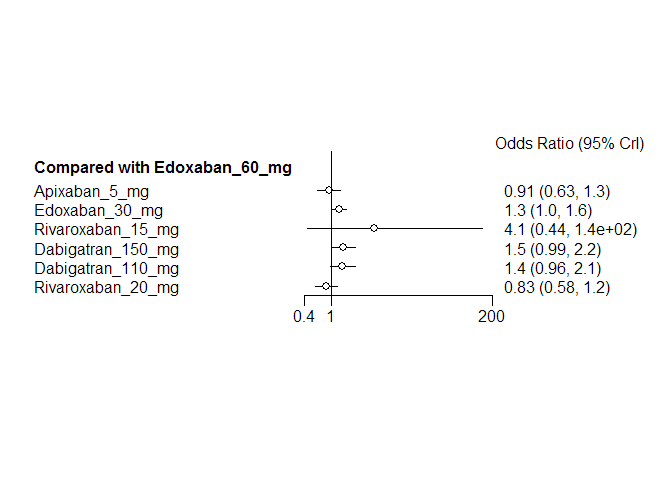 Odds Ratio (95% CrI)
Compared with Edoxaban_60_mg
Apixaban_5_mg 0.91 (0.63, 1.3)
Edoxaban_30_mg 1.3 (1.0, 1.6)
Rivaroxaban_15_mg 4.1 (0.44, 1.4e+02)
Dabigatran_150_mg 1.5 (0.99, 2.2)
Dabigatran_110_mg 1.4 (0.96, 2.1)
Rivaroxaban_20_mg 0.83 (0.58, 1.2)
0.4 1 200